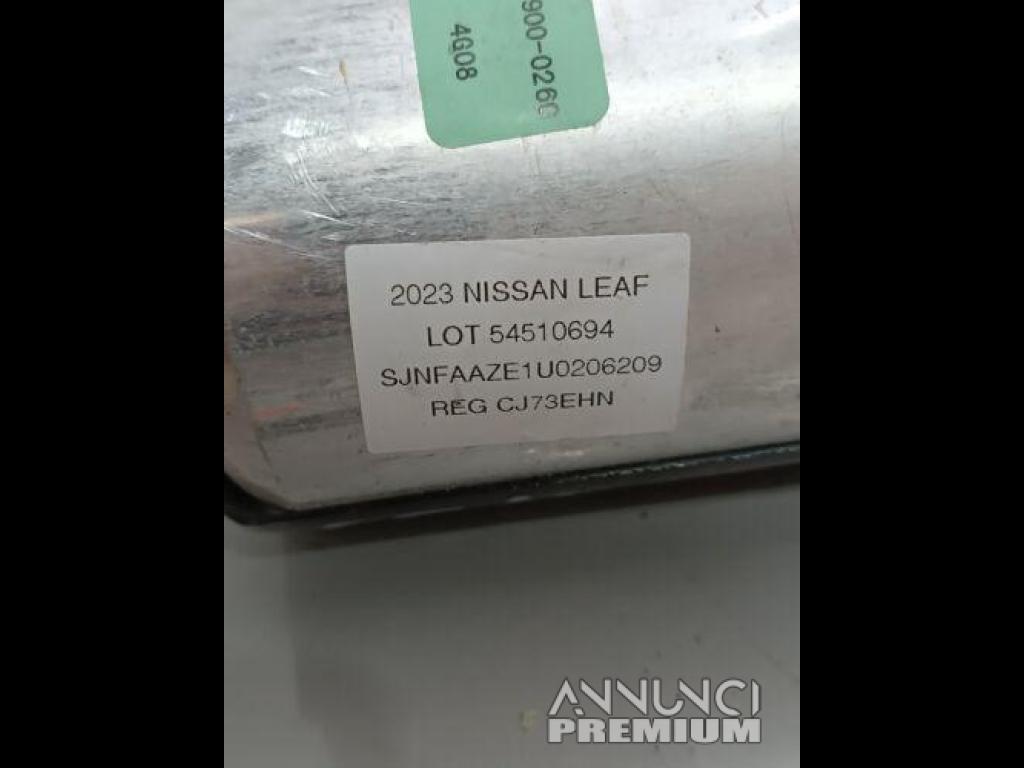 900-0260
4G08
2023 NISSAN LEAF
LOT 54510694
SJNFAAZE1U0206209
REG CJ73EHN
ANNUNCI
PREMIUM